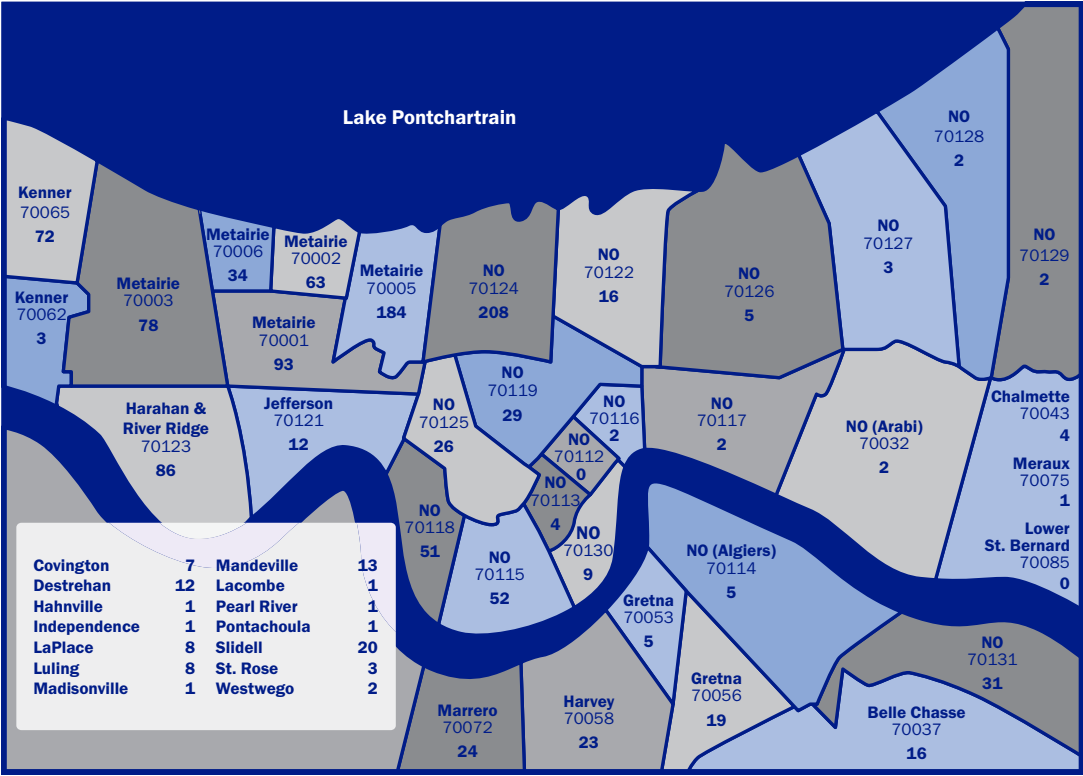 Lake Pontchartrain
Kenner
70065
72
Kenner
70062
3
Metairie
70003
78
Metairie
70006
34
Metairie
70002
63
Metairie
70005
184
Metairie
70001
93
NO
70124
208
NO
70122
16
NO
70126
5
NO
70127
3
NO
70128
2
NO
70129
2
Harahan &
River Ridge
70123
86
Jefferson
70121
12
NO
70125
26
NO
70119
29
NO
70116
2
NO
70112
0
NO
70113
4
NO
70130
9
NO
70117
2
NO (Arabi)
70032
2
Chalmette
70043
4
Meraux
70075
1
Lower
St. Bernard
70085
0
NO
70118
51
NO
70115
52
NO (Algiers)
70114
5
Gretna
70053
5
Gretna
70056
19
NO
70131
31
Belle Chasse
70037
16
Marrero
70072
24
Harvey
70058
23
Covington 7 Mandeville 13
Destrehan 12 Lacombe 1
Hahnville 1 Pearl River 1
Independence 1 Pontachoula 1
LaPlace 8 Slidell 20
Luling 8 St. Rose 3
Madisonville 1 Westwego 2